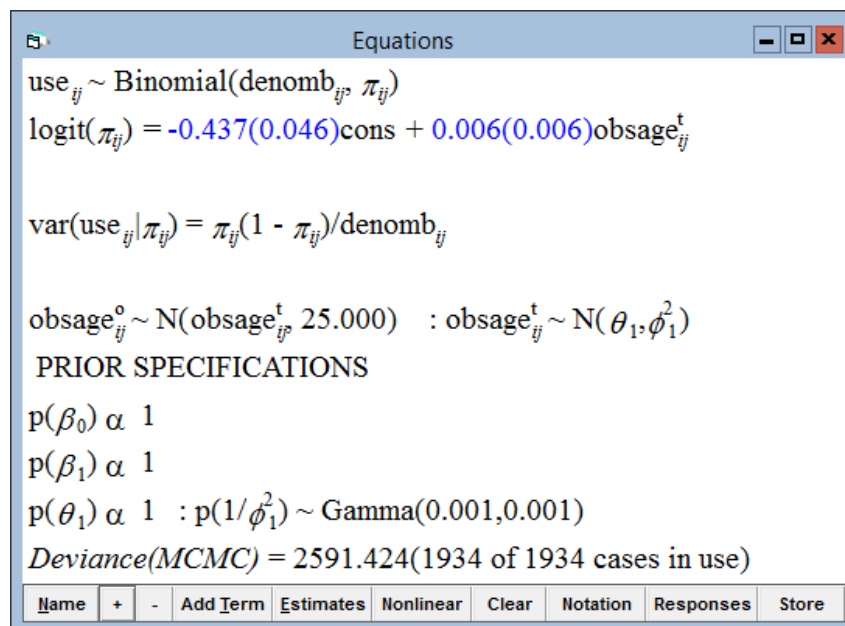 Equations
use_ij ~ Binomial(denomb_ij, π_ij)
logit(π_ij) = -0.437(0.046)cons + 0.006(0.006)obsage^t_ij
var(use_ij|π_ij) = π_ij(1 - π_ij)/denomb_ij
obsage^o_ij ~ N(obsage^t_ij, 25.000) : obsage^t_ij ~ N(θ_1,φ^2_1)
PRIOR SPECIFICATIONS
p(β_0) α 1
p(β_1) α 1
p(θ_1) α 1 : p(1/φ^2_1) ~ Gamma(0.001,0.001)
Deviance(MCMC) = 2591.424(1934 of 1934 cases in use)
Name + - Add Term Estimates Nonlinear Clear Notation Responses Store